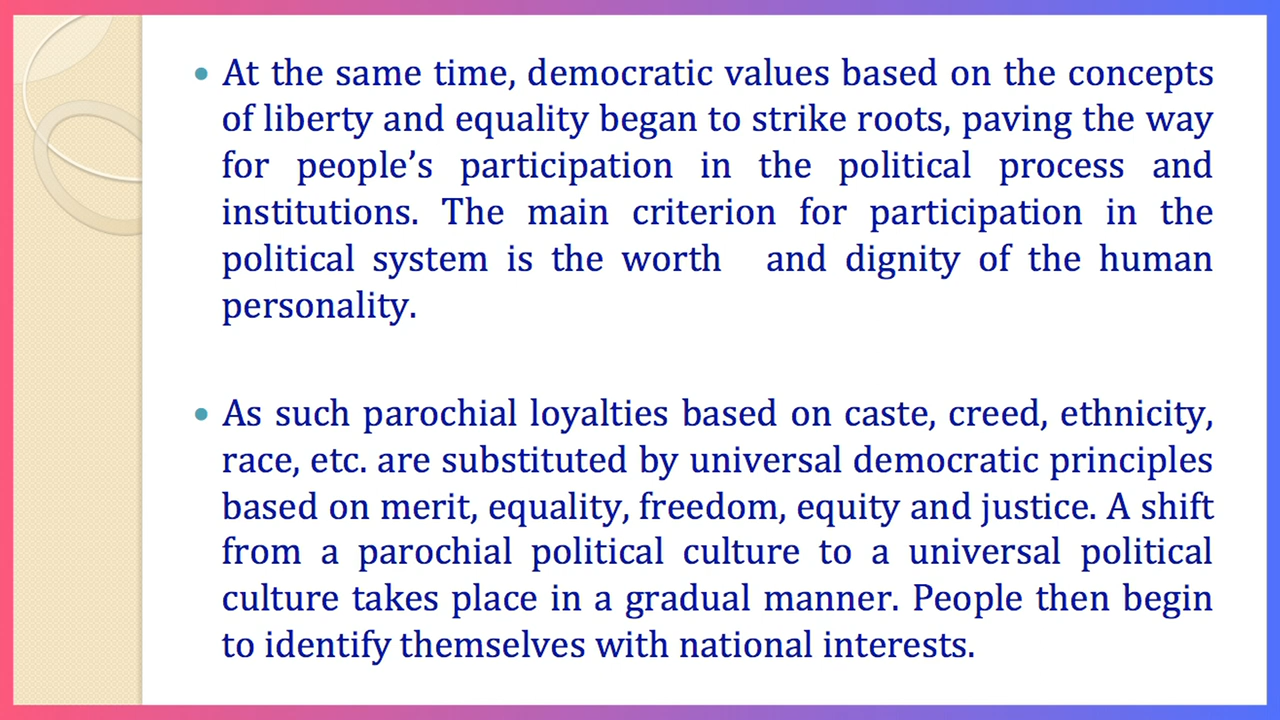 • At the same time, democratic values based on the concepts
of liberty and equality began to strike roots, paving the way
for people’s participation in the political process and
institutions. The main criterion for participation in the
political system is the worth  and dignity of the human
personality.
• As such parochial loyalties based on caste, creed, ethnicity,
race, etc. are substituted by universal democratic principles
based on merit, equality, freedom, equity and justice. A shift
from a parochial political culture to a universal political
culture takes place in a gradual manner. People then begin
to identify themselves with national interests.